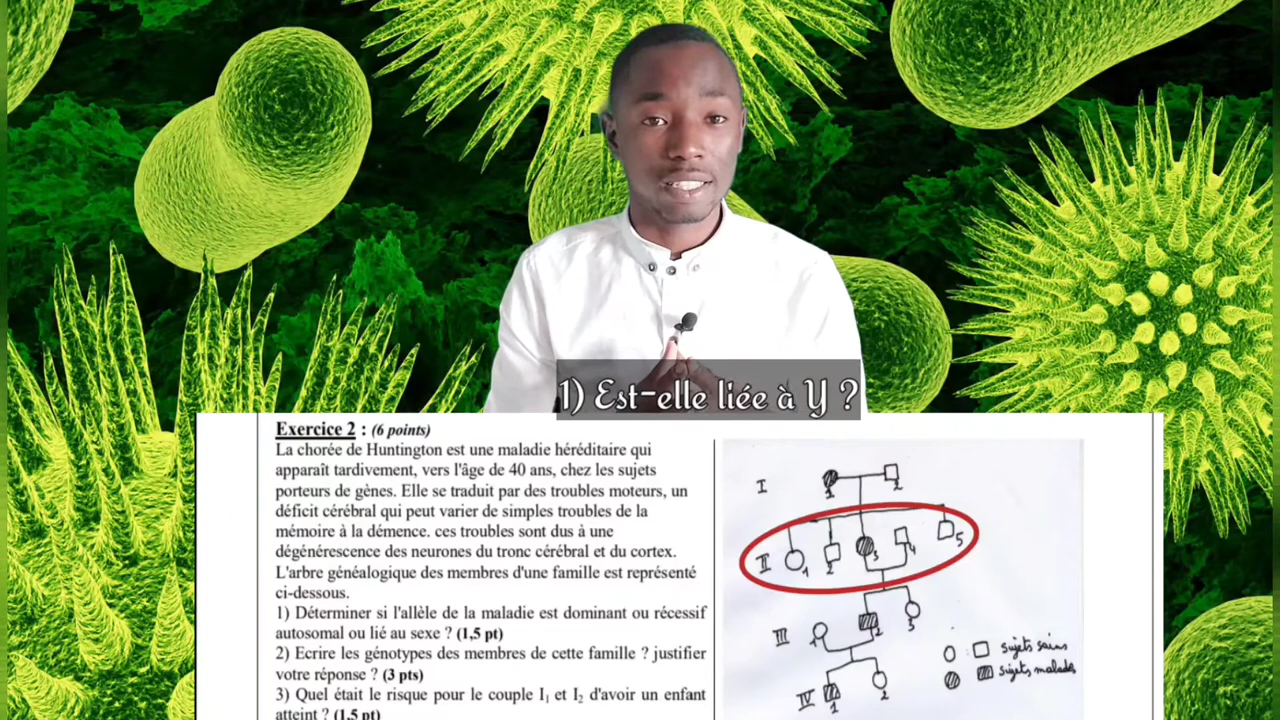 1) Est-elle liée à Y ?
Exercice 2 : (6 points)
La chorée de Huntington est une maladie héréditaire qui
apparaît tardivement, vers l'âge de 40 ans, chez les sujets
porteurs de gènes. Elle se traduit par des troubles moteurs, un
déficit cérébral qui peut varier de simples troubles de la
mémoire à la démence. ces troubles sont dus à une
dégénérescence des neurones du tronc cérébral et du cortex.
L'arbre généalogique des membres d'une famille est représenté
ci-dessous.
1) Déterminer si l'allèle de la maladie est dominant ou récessif
autosomal ou lié au sexe ? (1,5 pt)
2) Ecrire les génotypes des membres de cette famille ? justifier
votre réponse ? (3 pts)
3) Quel était le risque pour le couple I₁ et I₂ d'avoir un enfant
atteint ? (1,5 pt)
I 1 2
II 1 2 3 4 5
III 1 2 3
IV 1 2
sujets sains
sujets malades